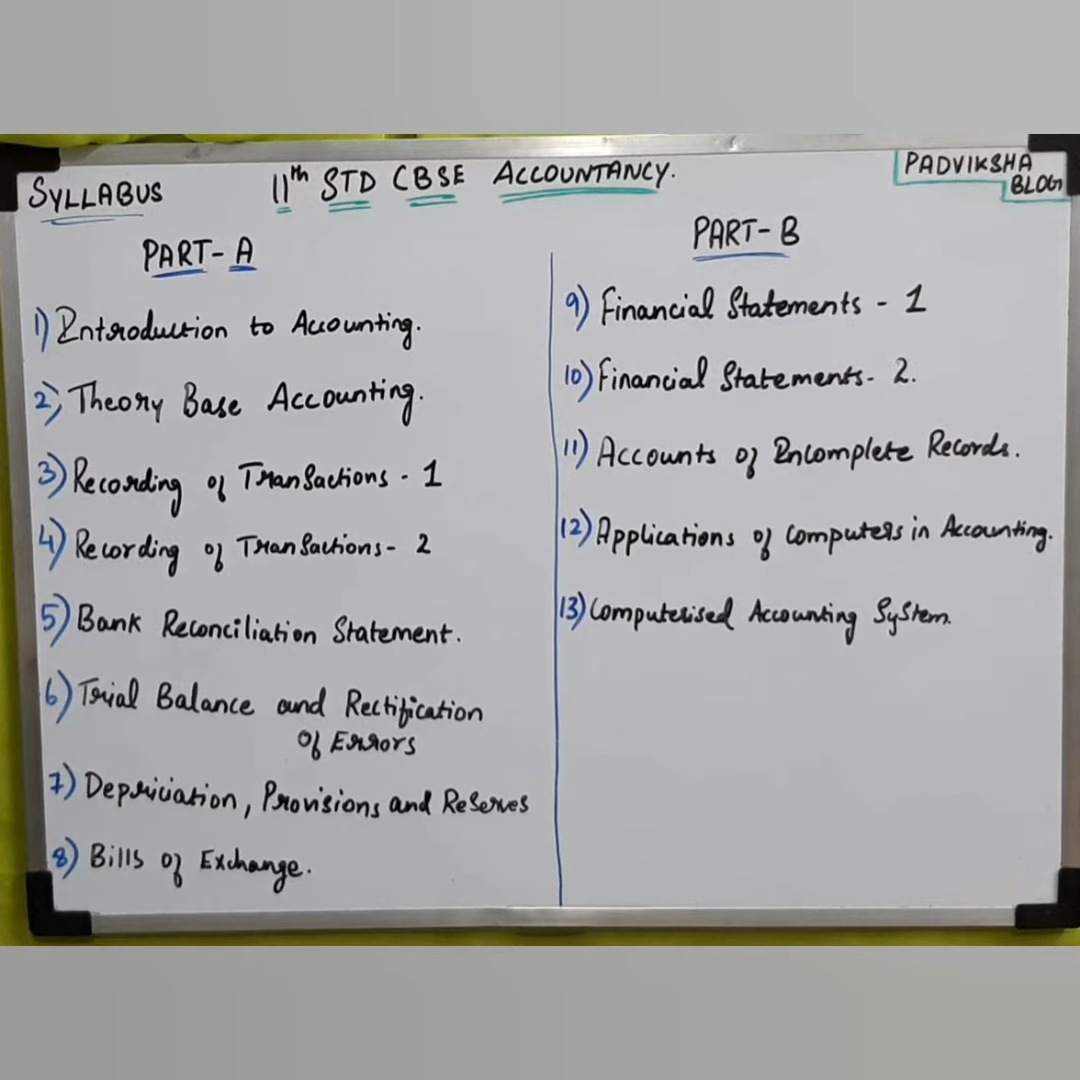 SYLLABUS
11th STD CBSE ACCOUNTANCY.
PADVIKSHA
BLOG
PART-A
1) Introduction to Accounting.
2) Theory Base Accounting.
3) Recording of Transactions - 1
4) Recording of Transactions - 2
5) Bank Reconciliation Statement.
6) Trial Balance and Rectification
of Errors
7) Depriciation, Provisions and Reserves
8) Bills of Exchange.
PART-B
9) Financial Statements - 1
10) Financial Statements - 2.
11) Accounts of Incomplete Records.
12) Applications of Computers in Accounting.
13) Computerised Accounting System.